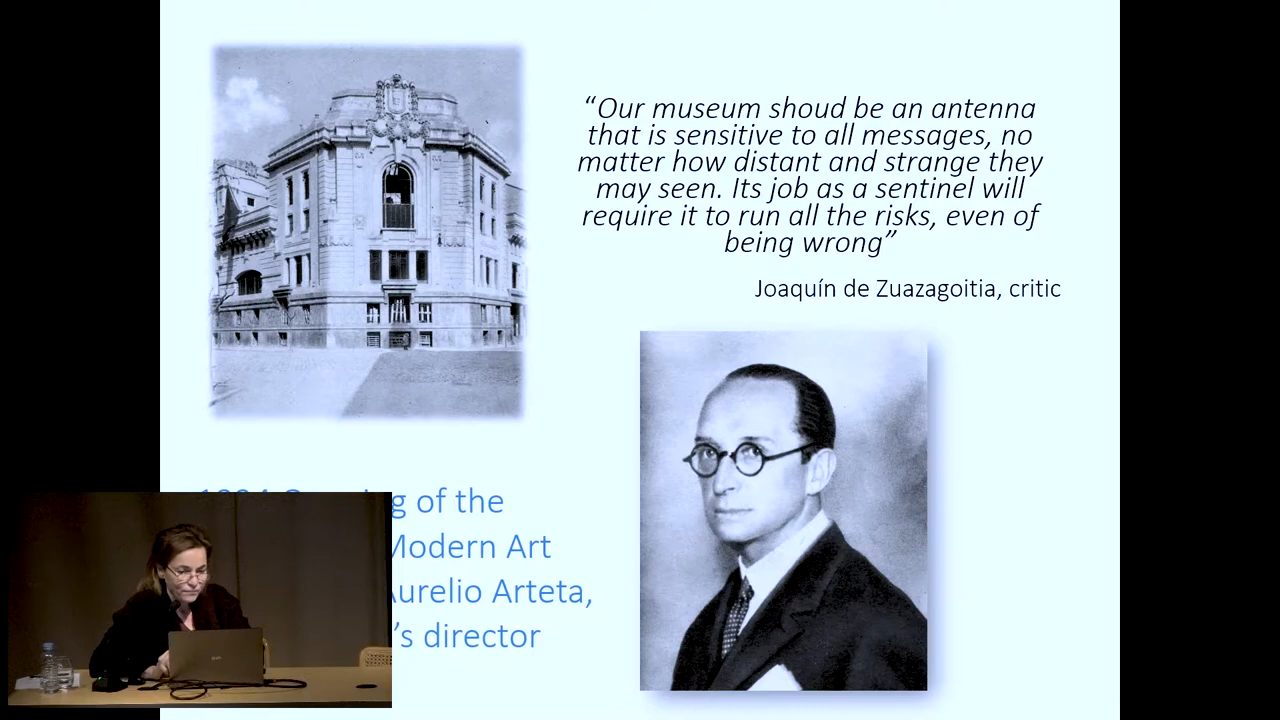 “Our museum shoud be an antenna
that is sensitive to all messages, no
matter how distant and strange they
may seen. Its job as a sentinel will
require it to run all the risks, even of
being wrong”
Joaquín de Zuazagoitia, critic
of the
Modern Art
Aurelio Arteta,
’s director